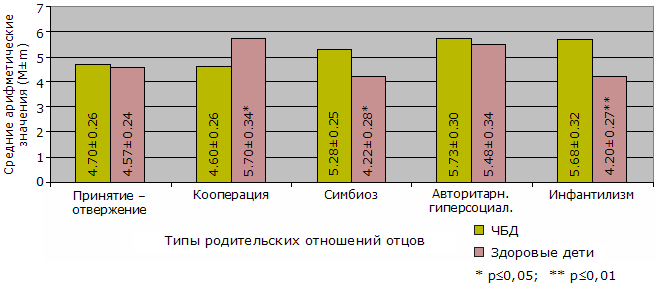 Средние арифметические
значения (M±m)
7
6
5
4
3
2
1
0
4.70±0.26
4.57±0.24
4.60±0.26
5.70±0.34*
5.28±0.25
4.22±0.28*
5.73±0.30
5.48±0.34
5.68±0.32
4.20±0.27**
Принятие –
отвержение
Кооперация
Симбиоз
Авторитарн.
гиперсоциал.
Инфантилизм
Типы родительских отношений отцов
ЧБД
Здоровые дети
* p≤0,05; ** p≤0,01